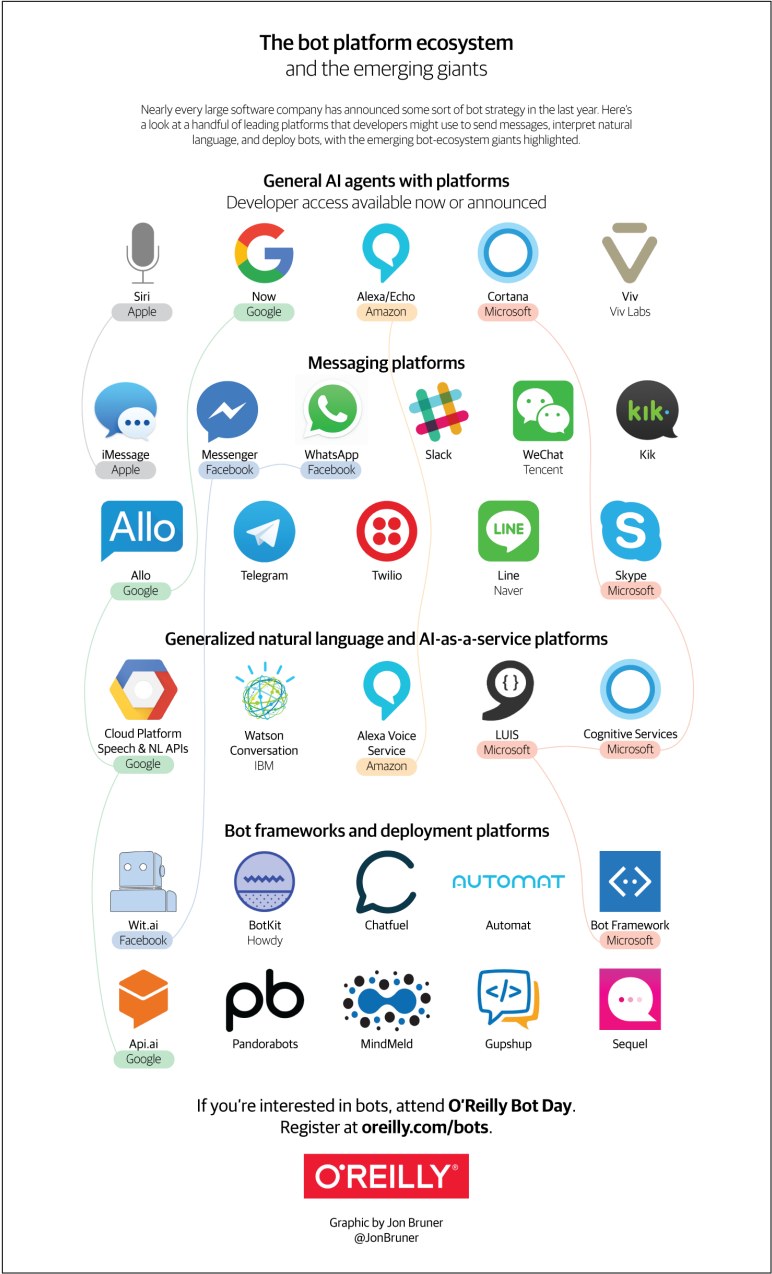 The bot platform ecosystem
and the emerging giants
Nearly every large software company has announced some sort of bot strategy in the last year. Here's
a look at a handful of leading platforms that developers might use to send messages, interpret natural
language, and deploy bots, with the emerging bot-ecosystem giants highlighted.
General AI agents with platforms
Developer access available now or announced
Siri
Apple
Now
Google
Alexa/Echo
Amazon
Cortana
Microsoft
Viv
Viv Labs
Messaging platforms
iMessage
Apple
Messenger
Facebook
WhatsApp
Facebook
Slack
WeChat
Tencent
kik
Kik
Allo
Allo
Google
Telegram
Twilio
LINE
Line
Naver
S
Skype
Microsoft
Generalized natural language and AI-as-a-service platforms
Cloud Platform
Speech & NL APIs
Google
Watson
Conversation
IBM
Alexa Voice
Service
Amazon
{ }
LUIS
Microsoft
Cognitive Services
Microsoft
Bot frameworks and deployment platforms
Wit.ai
Facebook
BotKit
Howdy
Chatfuel
AUTOMAT
Automat
Bot Framework
Microsoft
Api.ai
Google
pb
Pandorabots
MindMeld
</>
Gupshup
Sequel
If you're interested in bots, attend O'Reilly Bot Day.
Register at oreilly.com/bots.
O'REILLY®
Graphic by Jon Bruner
@JonBruner